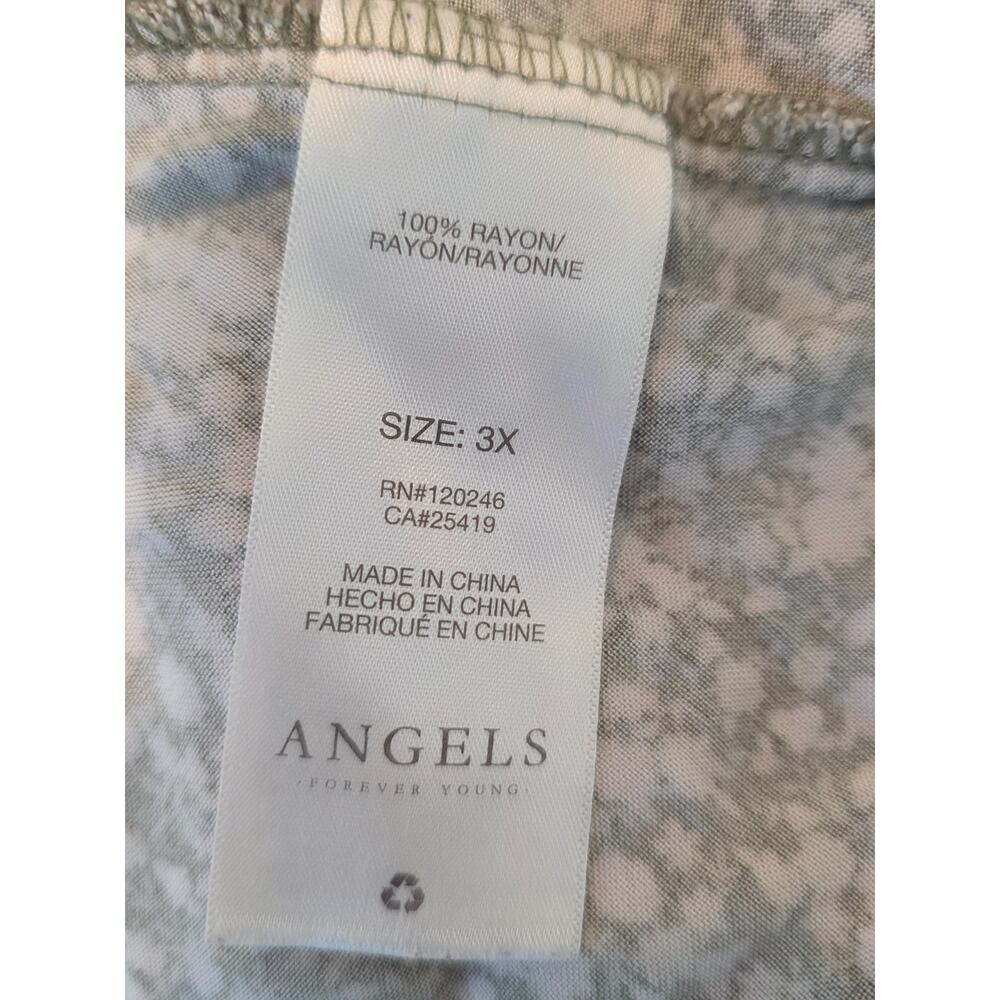 100% RAYON/
RAYÓN/RAYONNE
SIZE: 3X
RN#120246
CA#25419
MADE IN CHINA
HECHO EN CHINA
FABRIQUÉ EN CHINE
ANGELS
·FOREVER YOUNG·